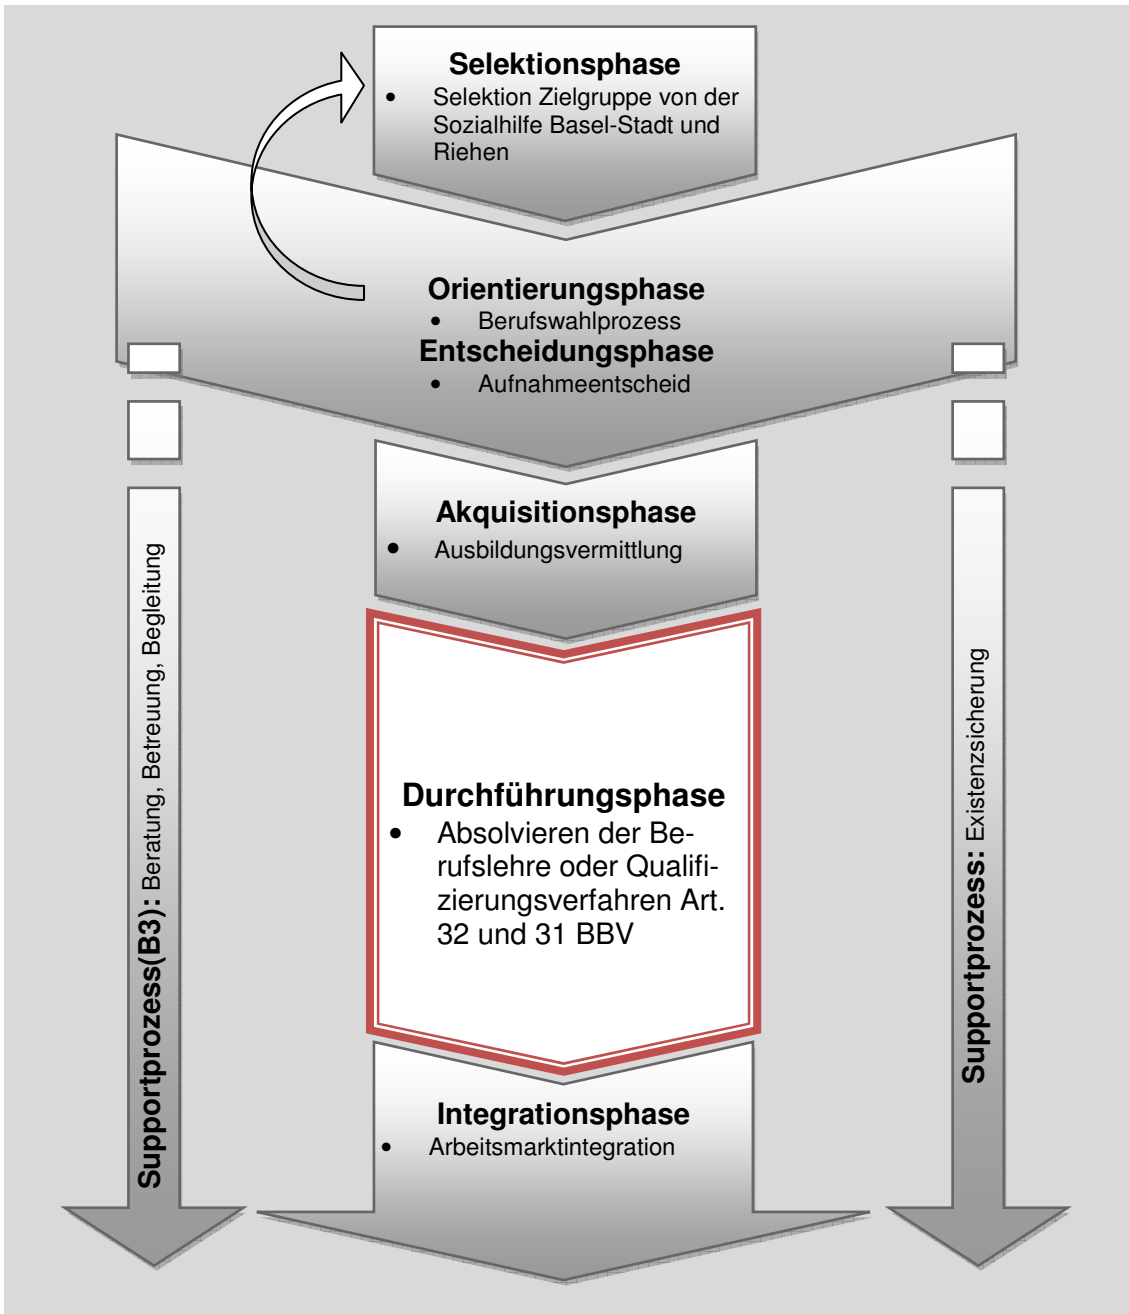 Selektionsphase
• Selektion Zielgruppe von der
Sozialhilfe Basel-Stadt und
Riehen
Orientierungsphase
• Berufswahlprozess
Entscheidungsphase
• Aufnahmeentscheid
Akquisitionsphase
• Ausbildungsvermittlung
Durchführungsphase
• Absolvieren der Be-
rufslehre oder Qualifi-
zierungsverfahren Art.
32 und 31 BBV
Integrationsphase
• Arbeitsmarktintegration
Supportprozess(B3): Beratung, Betreuung, Begleitung
Supportprozess: Existenzsicherung